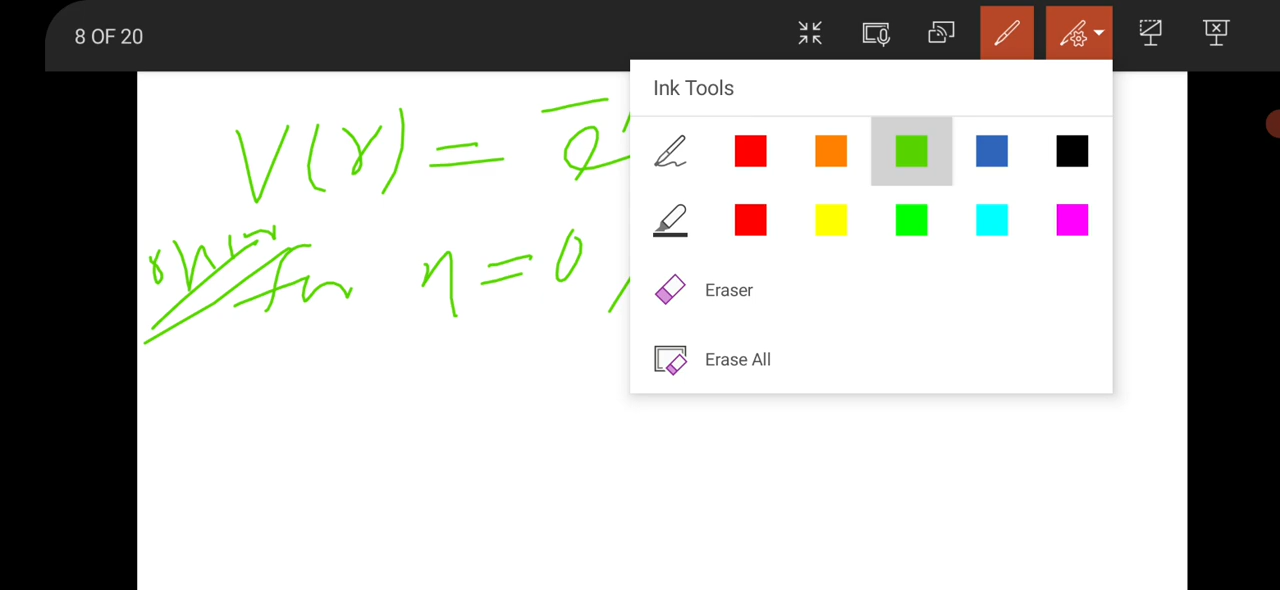 8 OF 20
Ink Tools
V(r) =
for η = 0,
Eraser
Erase All